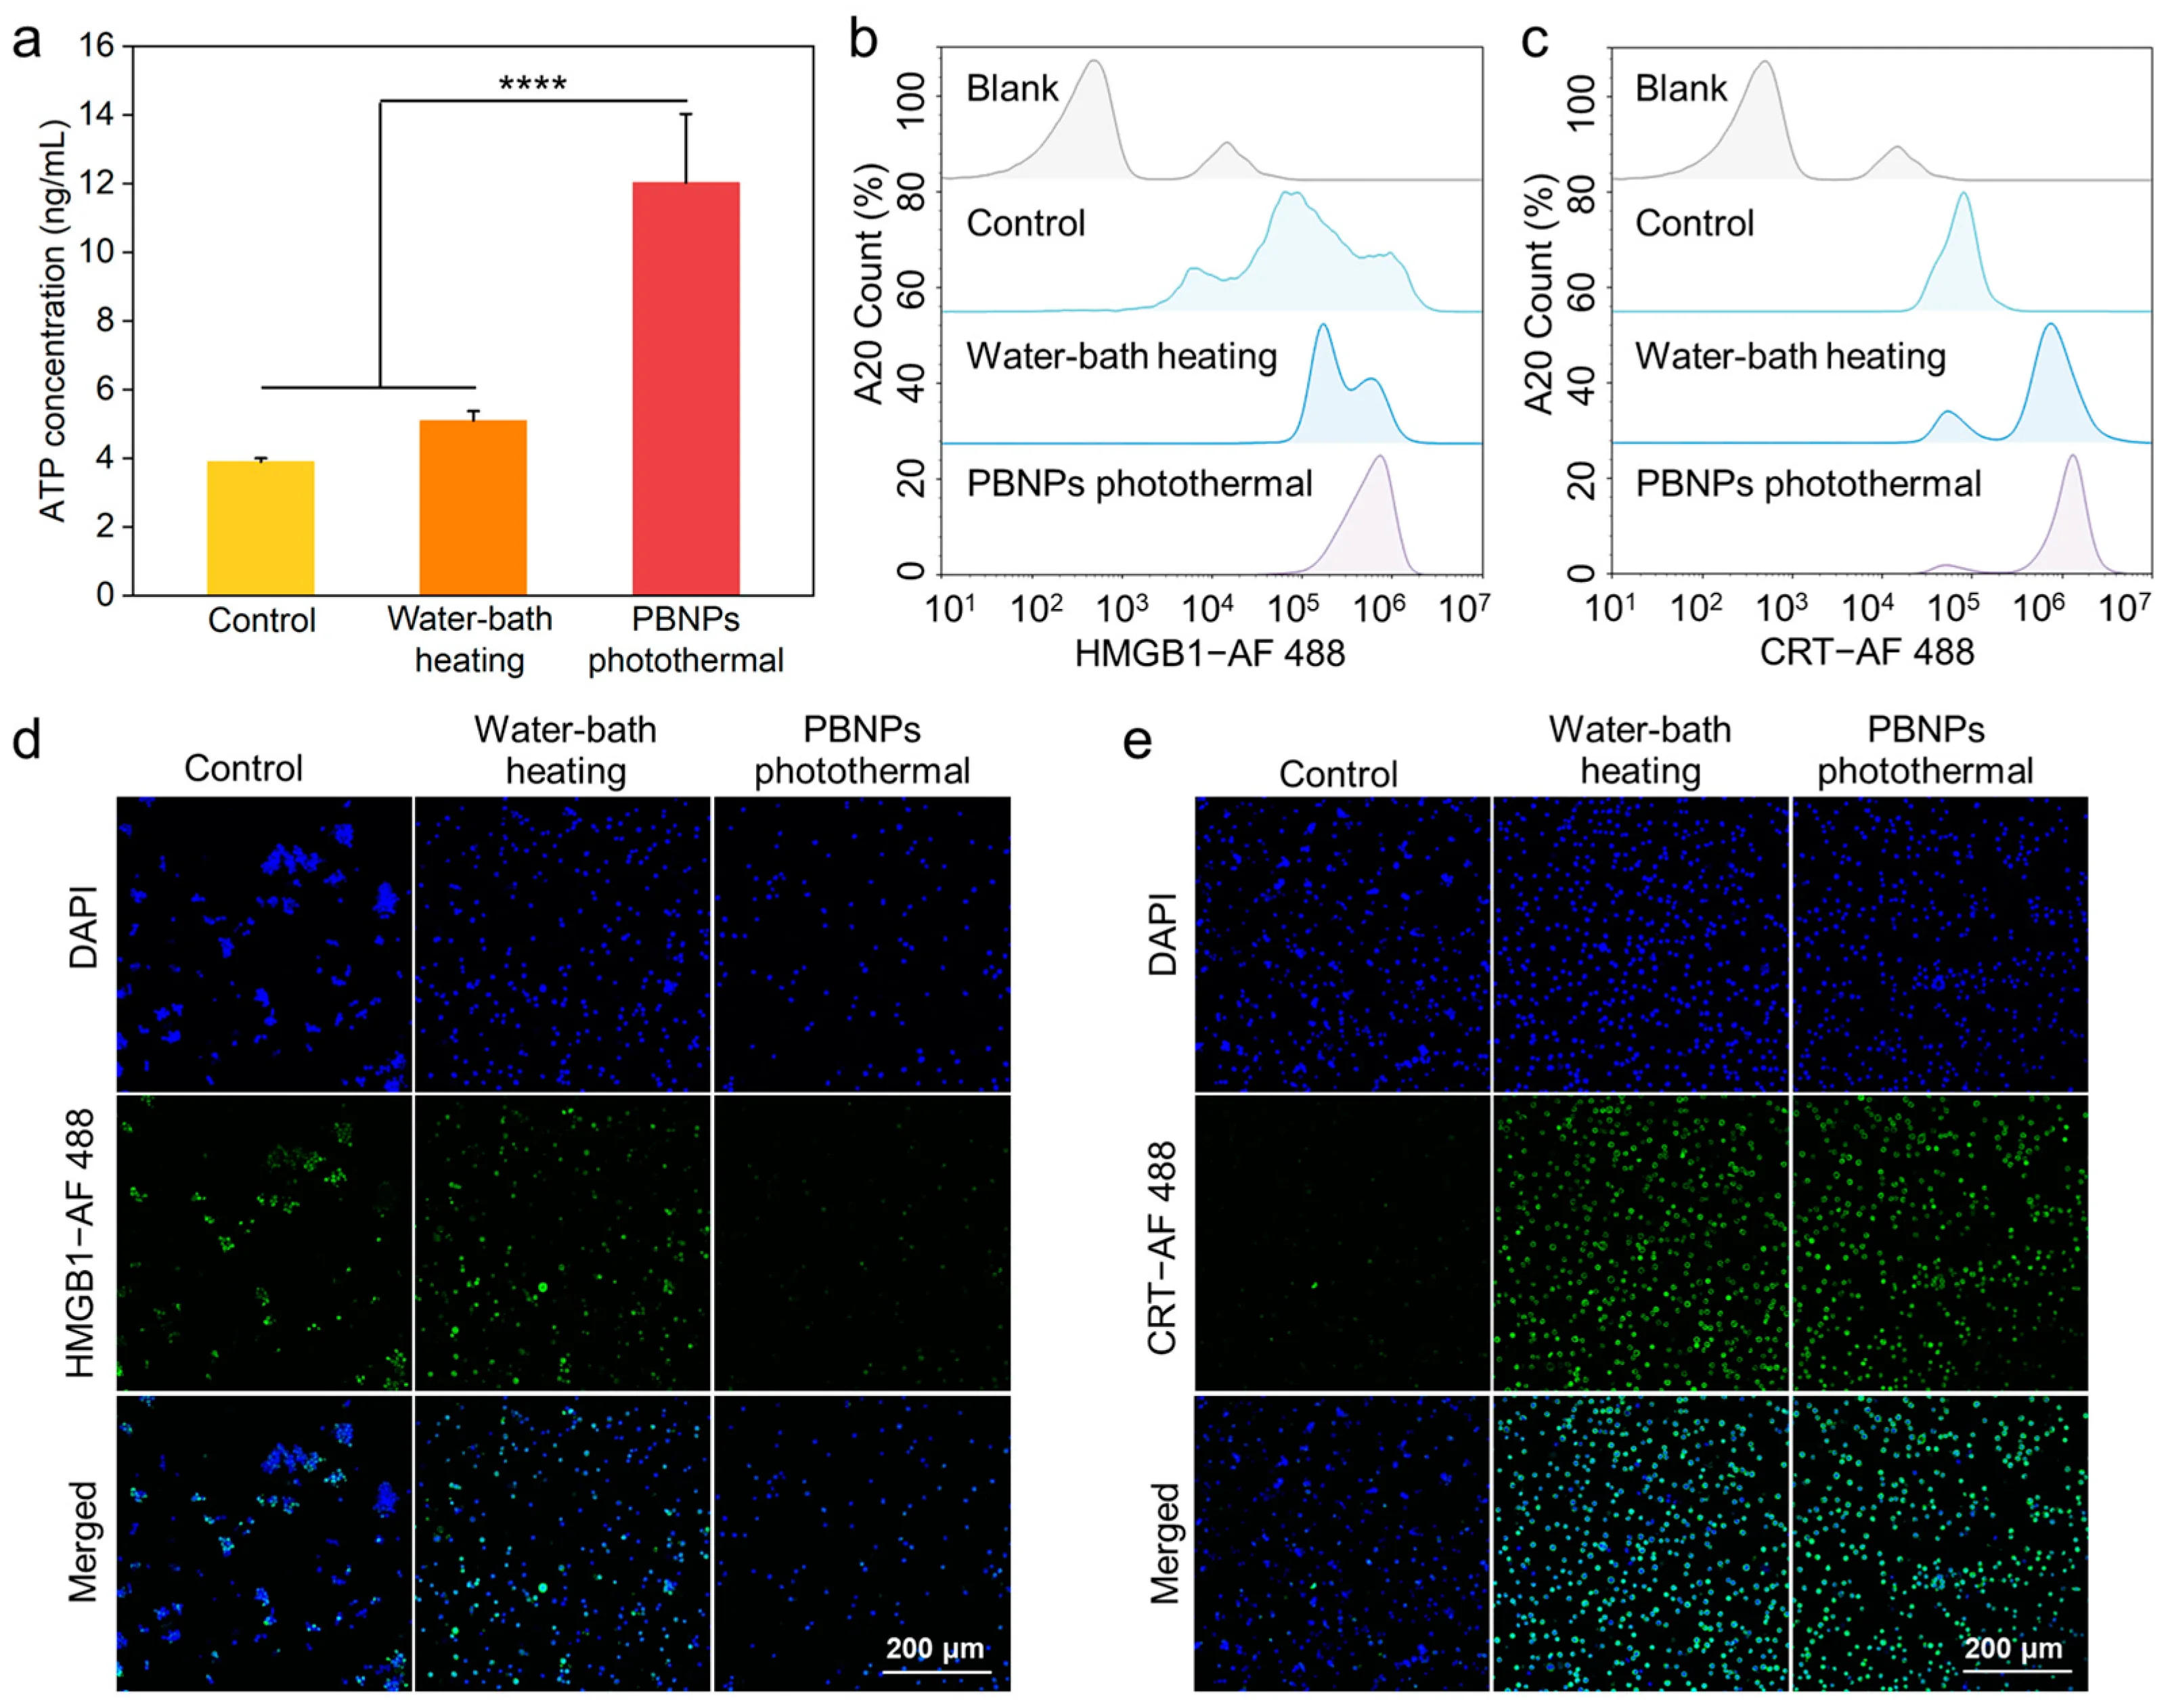 a
16
14
12
10
8
6
4
2
0
ATP concentration (ng/mL)
****
Control
Water-bath
heating
PBNPs
photothermal
b
A20 Count (%)
100
80
60
40
20
0
Blank
Control
Water-bath heating
PBNPs photothermal
10¹ 10² 10³ 10⁴ 10⁵ 10⁶ 10⁷
HMGB1−AF 488
c
A20 Count (%)
100
80
60
40
20
0
Blank
Control
Water-bath heating
PBNPs photothermal
10¹ 10² 10³ 10⁴ 10⁵ 10⁶ 10⁷
CRT−AF 488
d
Control
Water-bath
heating
PBNPs
photothermal
DAPI
HMGB1−AF 488
Merged
200 μm
e
Control
Water-bath
heating
PBNPs
photothermal
DAPI
CRT−AF 488
Merged
200 μm